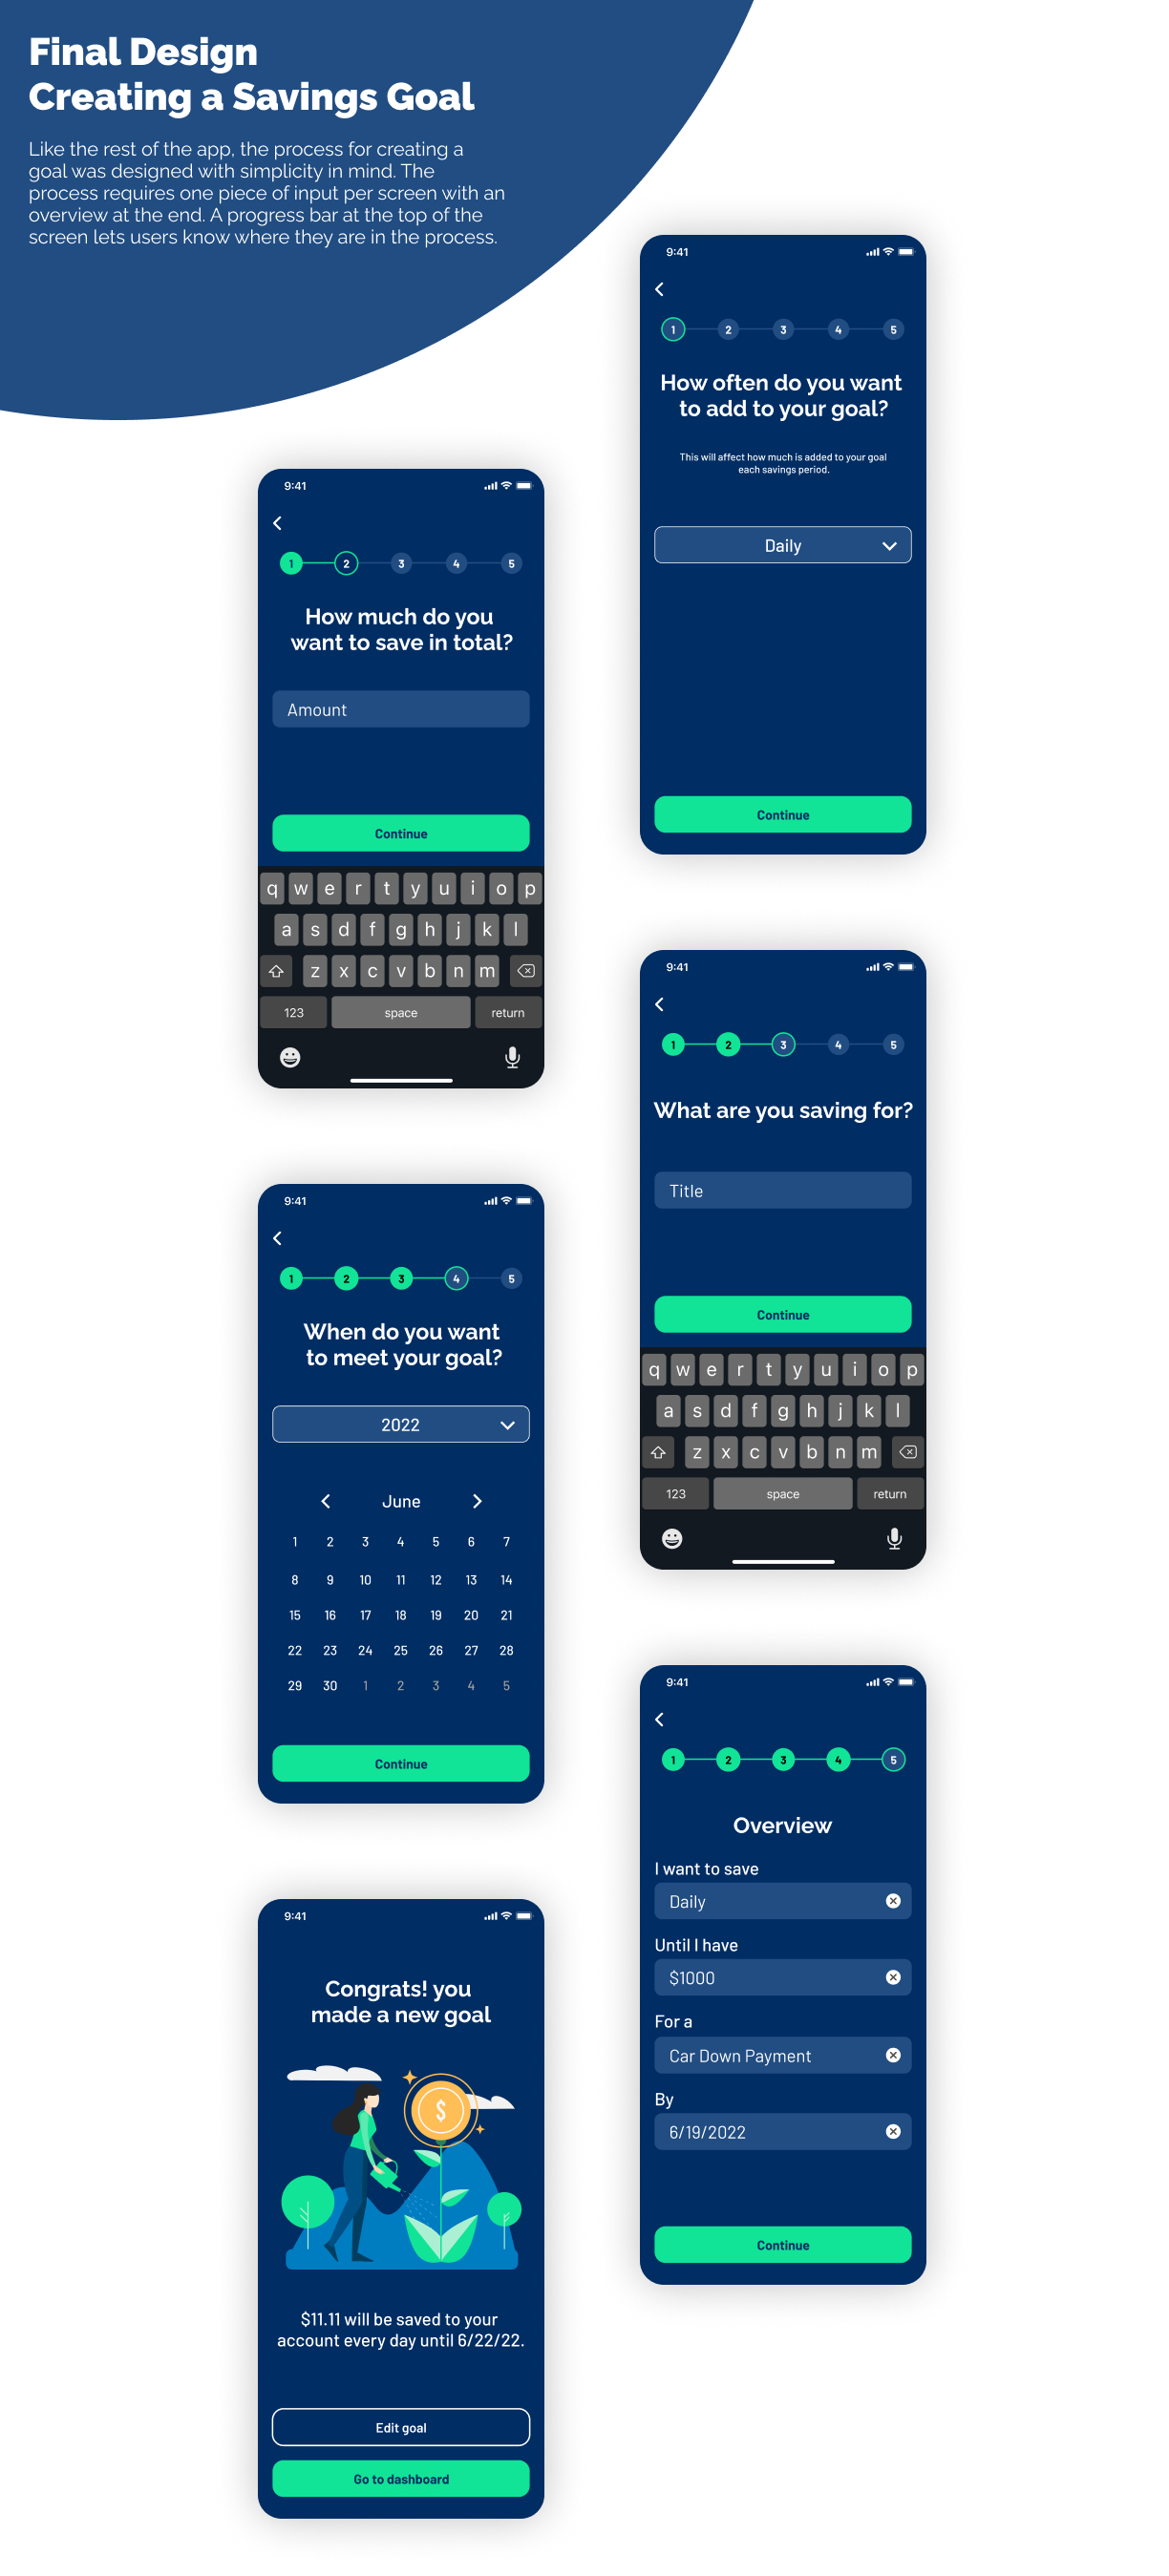 Final Design
Creating a Savings Goal
Like the rest of the app, the process for creating a
goal was designed with simplicity in mind. The
process requires one piece of input per screen with an
overview at the end. A progress bar at the top of the
screen lets users know where they are in the process.
9:41
1 2 3 4 5
How often do you want
to add to your goal?
This will affect how much is added to your goal
each savings period.
Daily
Continue
9:41
1 2 3 4 5
How much do you
want to save in total?
Amount
Continue
q w e r t y u i o p
a s d f g h j k l
z x c v b n m
123 space return
9:41
1 2 3 4 5
What are you saving for?
Title
Continue
q w e r t y u i o p
a s d f g h j k l
z x c v b n m
123 space return
9:41
1 2 3 4 5
When do you want
to meet your goal?
2022
June
1 2 3 4 5 6 7
8 9 10 11 12 13 14
15 16 17 18 19 20 21
22 23 24 25 26 27 28
29 30 1 2 3 4 5
Continue
9:41
1 2 3 4 5
Overview
I want to save
Daily
Until I have
$1000
For a
Car Down Payment
By
6/19/2022
Continue
9:41
Congrats! you
made a new goal
$
$11.11 will be saved to your
account every day until 6/22/22.
Edit goal
Go to dashboard